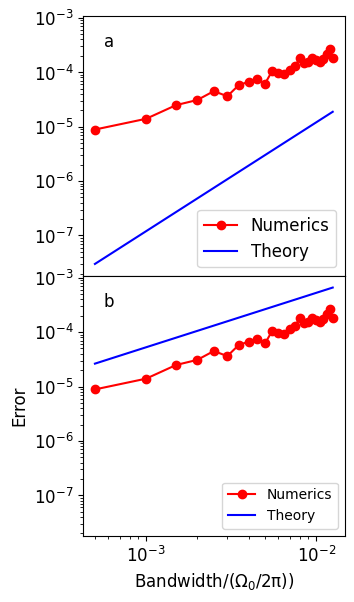 10⁻³
a
10⁻⁴
10⁻⁵
10⁻⁶
10⁻⁷
Numerics
Theory
10⁻³
b
10⁻⁴
10⁻⁵
10⁻⁶
10⁻⁷
Error
Numerics
Theory
10⁻³ 10⁻²
Bandwidth/(Ω₀/2π))